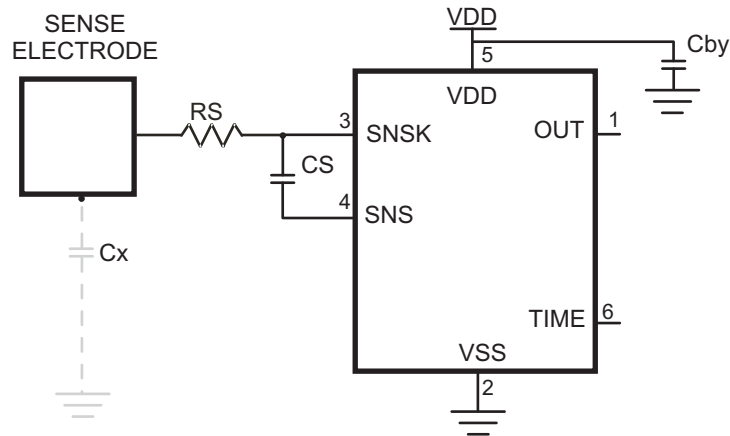 SENSE
ELECTRODE
VDD
5
Cby
VDD
RS
3
SNSK
OUT
1
CS
4
SNS
Cx
TIME
6
VSS
2